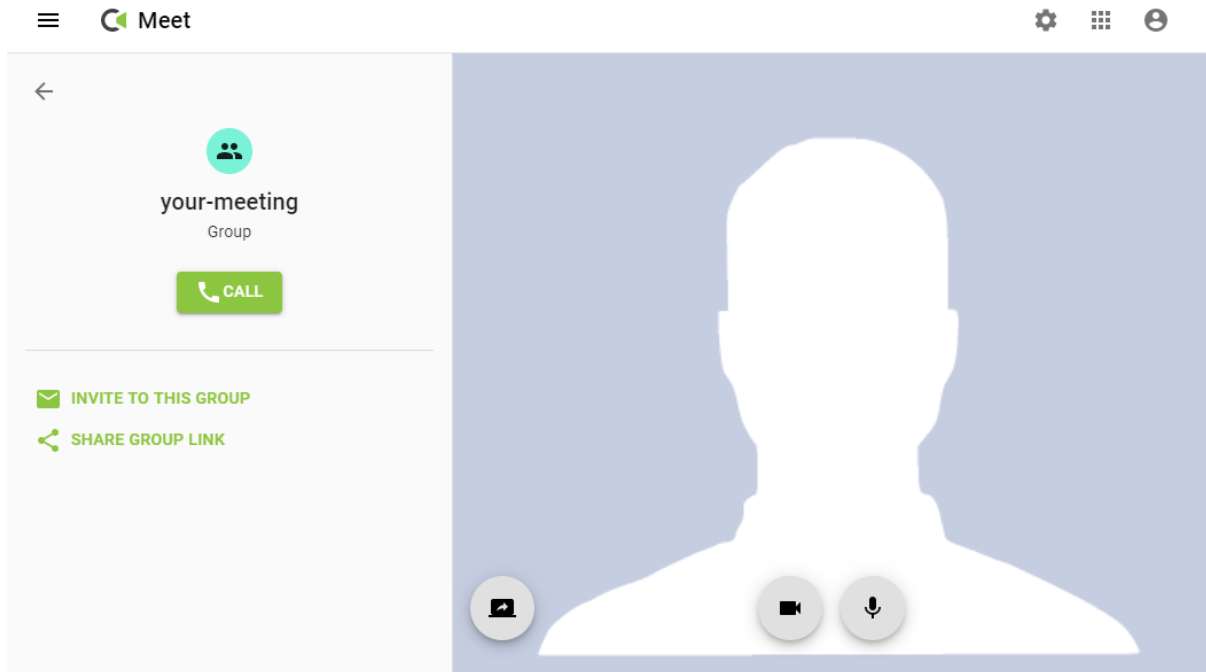 Meet
your-meeting
Group
CALL
INVITE TO THIS GROUP
SHARE GROUP LINK